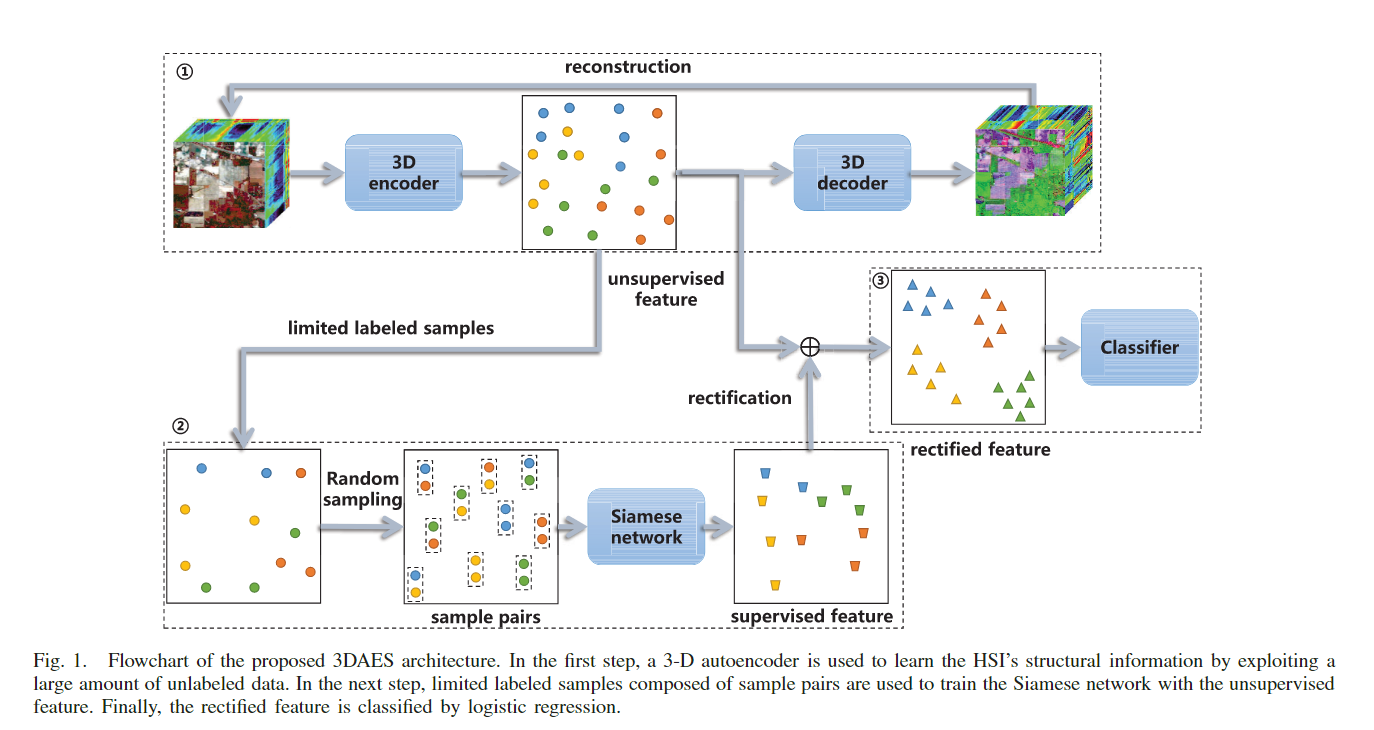 ①
reconstruction
3D
encoder
3D
decoder
unsupervised
feature
limited labeled samples
③
Classifier
rectification
rectified feature
②
Random
sampling
Siamese
network
sample pairs
supervised feature
Fig. 1. Flowchart of the proposed 3DAES architecture. In the first step, a 3-D autoencoder is used to learn the HSI's structural information by exploiting a
large amount of unlabeled data. In the next step, limited labeled samples composed of sample pairs are used to train the Siamese network with the unsupervised
feature. Finally, the rectified feature is classified by logistic regression.